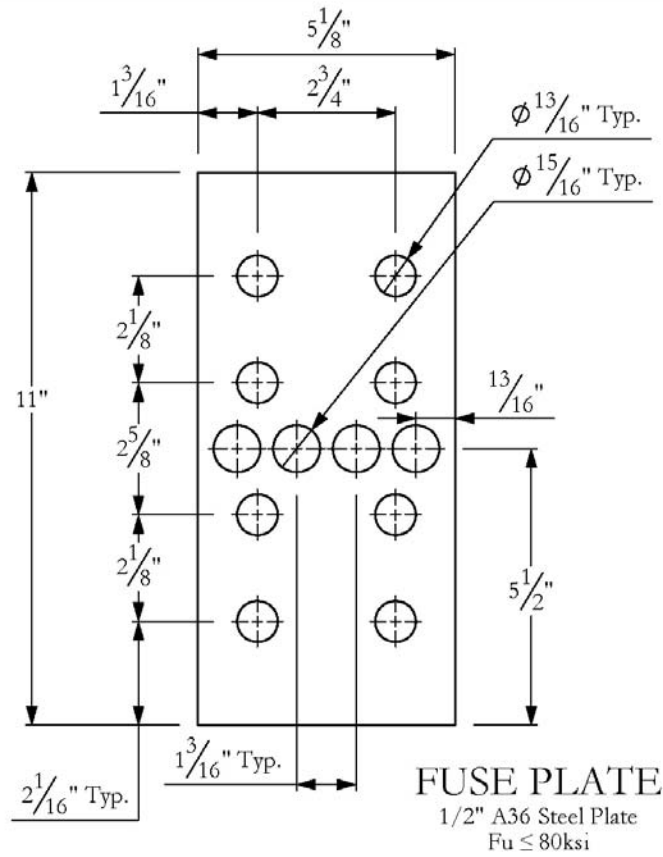 5 1/8"
1 3/16"
2 3/4"
Ø 13/16" Typ.
Ø 15/16" Typ.
2 1/8"
11"
13/16"
2 5/8"
2 1/8"
5 1/2"
1 3/16" Typ.
2 1/16" Typ.
FUSE PLATE
1/2" A36 Steel Plate
Fu ≤ 80ksi